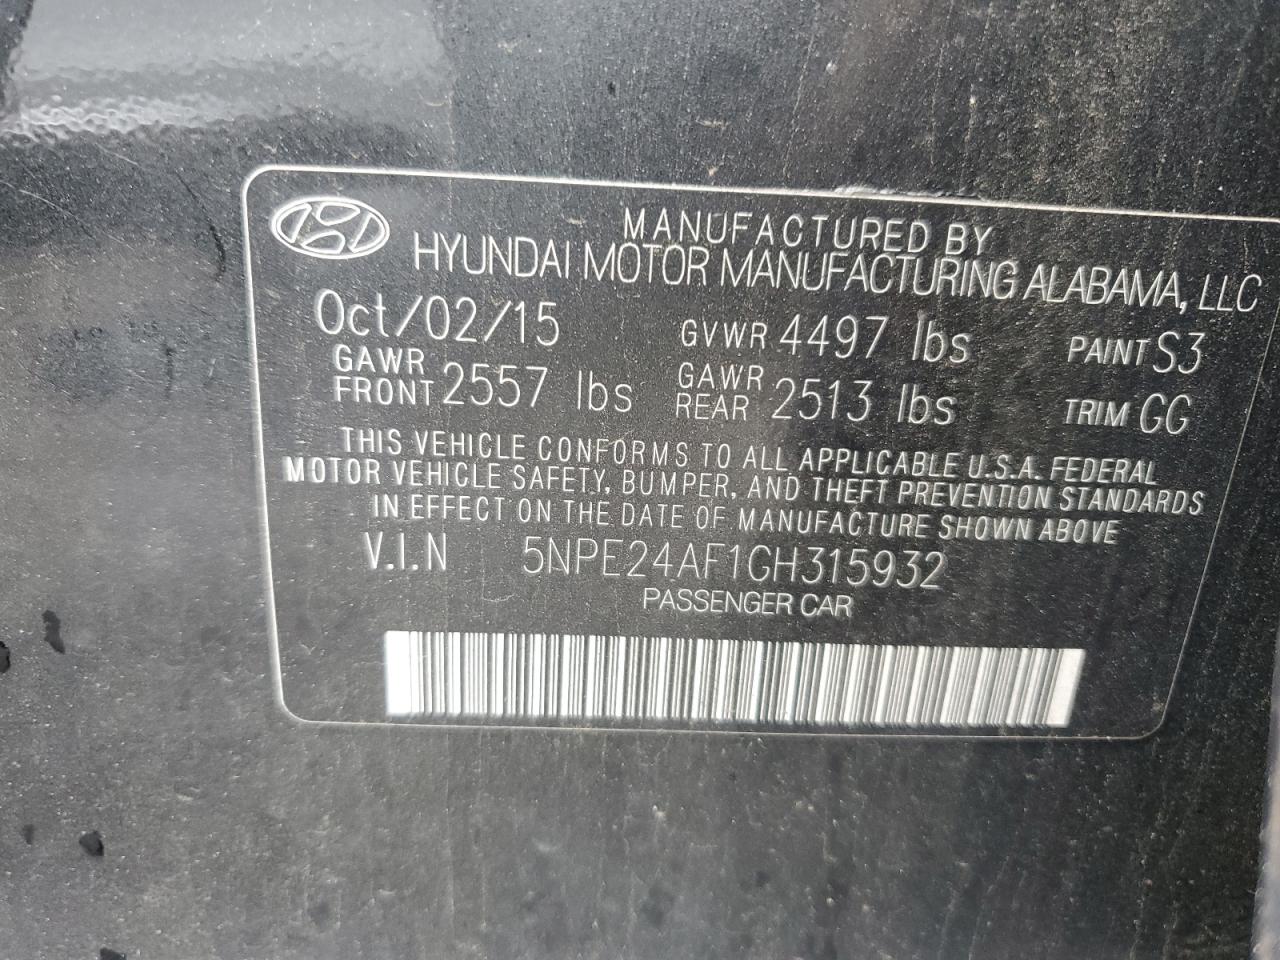 MANUFACTURED BY
HYUNDAI MOTOR MANUFACTURING ALABAMA, LLC
Oct/02/15 GVWR 4497 lbs PAINT S3
GAWR FRONT 2557 lbs GAWR REAR 2513 lbs TRIM GG
THIS VEHICLE CONFORMS TO ALL APPLICABLE U.S.A. FEDERAL
MOTOR VEHICLE SAFETY, BUMPER, AND THEFT PREVENTION STANDARDS
IN EFFECT ON THE DATE OF MANUFACTURE SHOWN ABOVE
V.I.N 5NPE24AF1GH315932
PASSENGER CAR